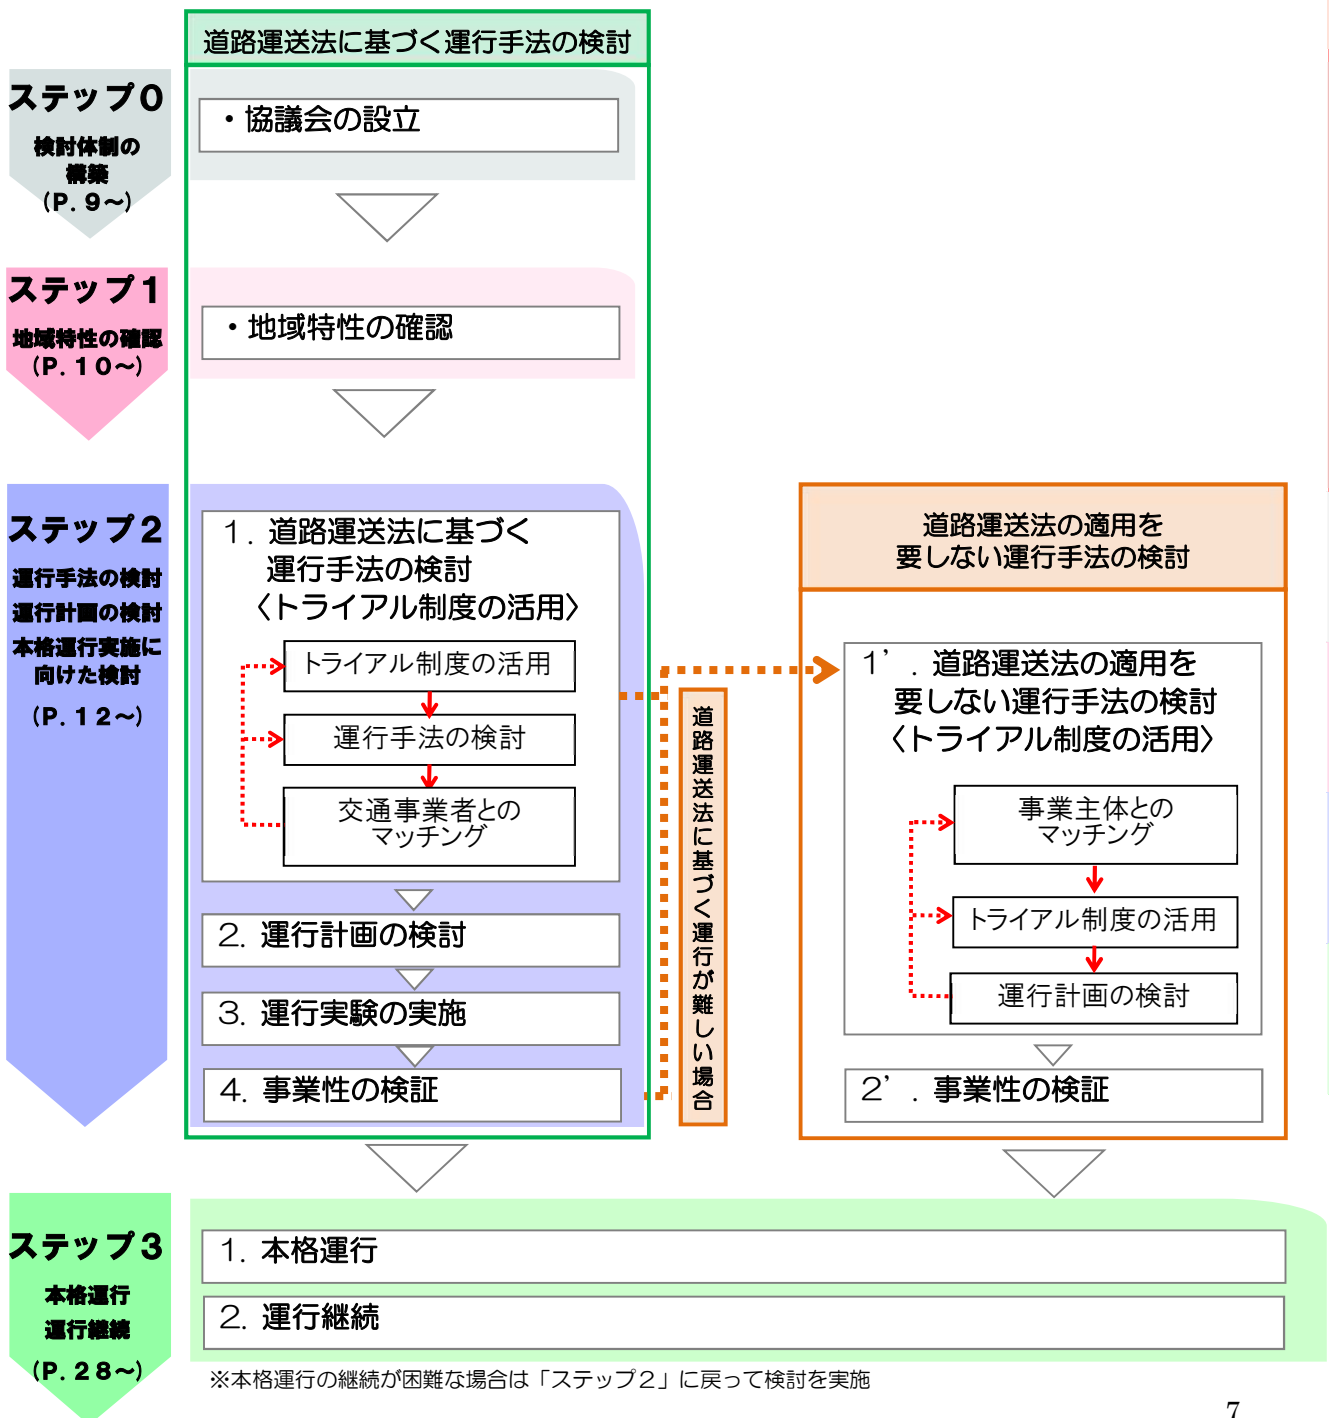 道路運送法に基づく運行手法の検討
ステップ０
検討体制の
構築
（Ｐ．９～）
・協議会の設立
ステップ１
地域特性の確認
（Ｐ．１０～）
・地域特性の確認
ステップ２
運行手法の検討
運行計画の検討
本格運行実施に
向けた検討
（Ｐ．１２～）
１．道路運送法に基づく
運行手法の検討
〈トライアル制度の活用〉
トライアル制度の活用
運行手法の検討
交通事業者との
マッチング
２．運行計画の検討
３．運行実験の実施
４．事業性の検証
道路運送法に基づく運行が難しい場合
道路運送法の適用を
要しない運行手法の検討
１’．道路運送法の適用を
要しない運行手法の検討
〈トライアル制度の活用〉
事業主体との
マッチング
トライアル制度の活用
運行計画の検討
２’．事業性の検証
ステップ３
本格運行
運行継続
（Ｐ．２８～）
１．本格運行
２．運行継続
※本格運行の継続が困難な場合は「ステップ２」に戻って検討を実施
7